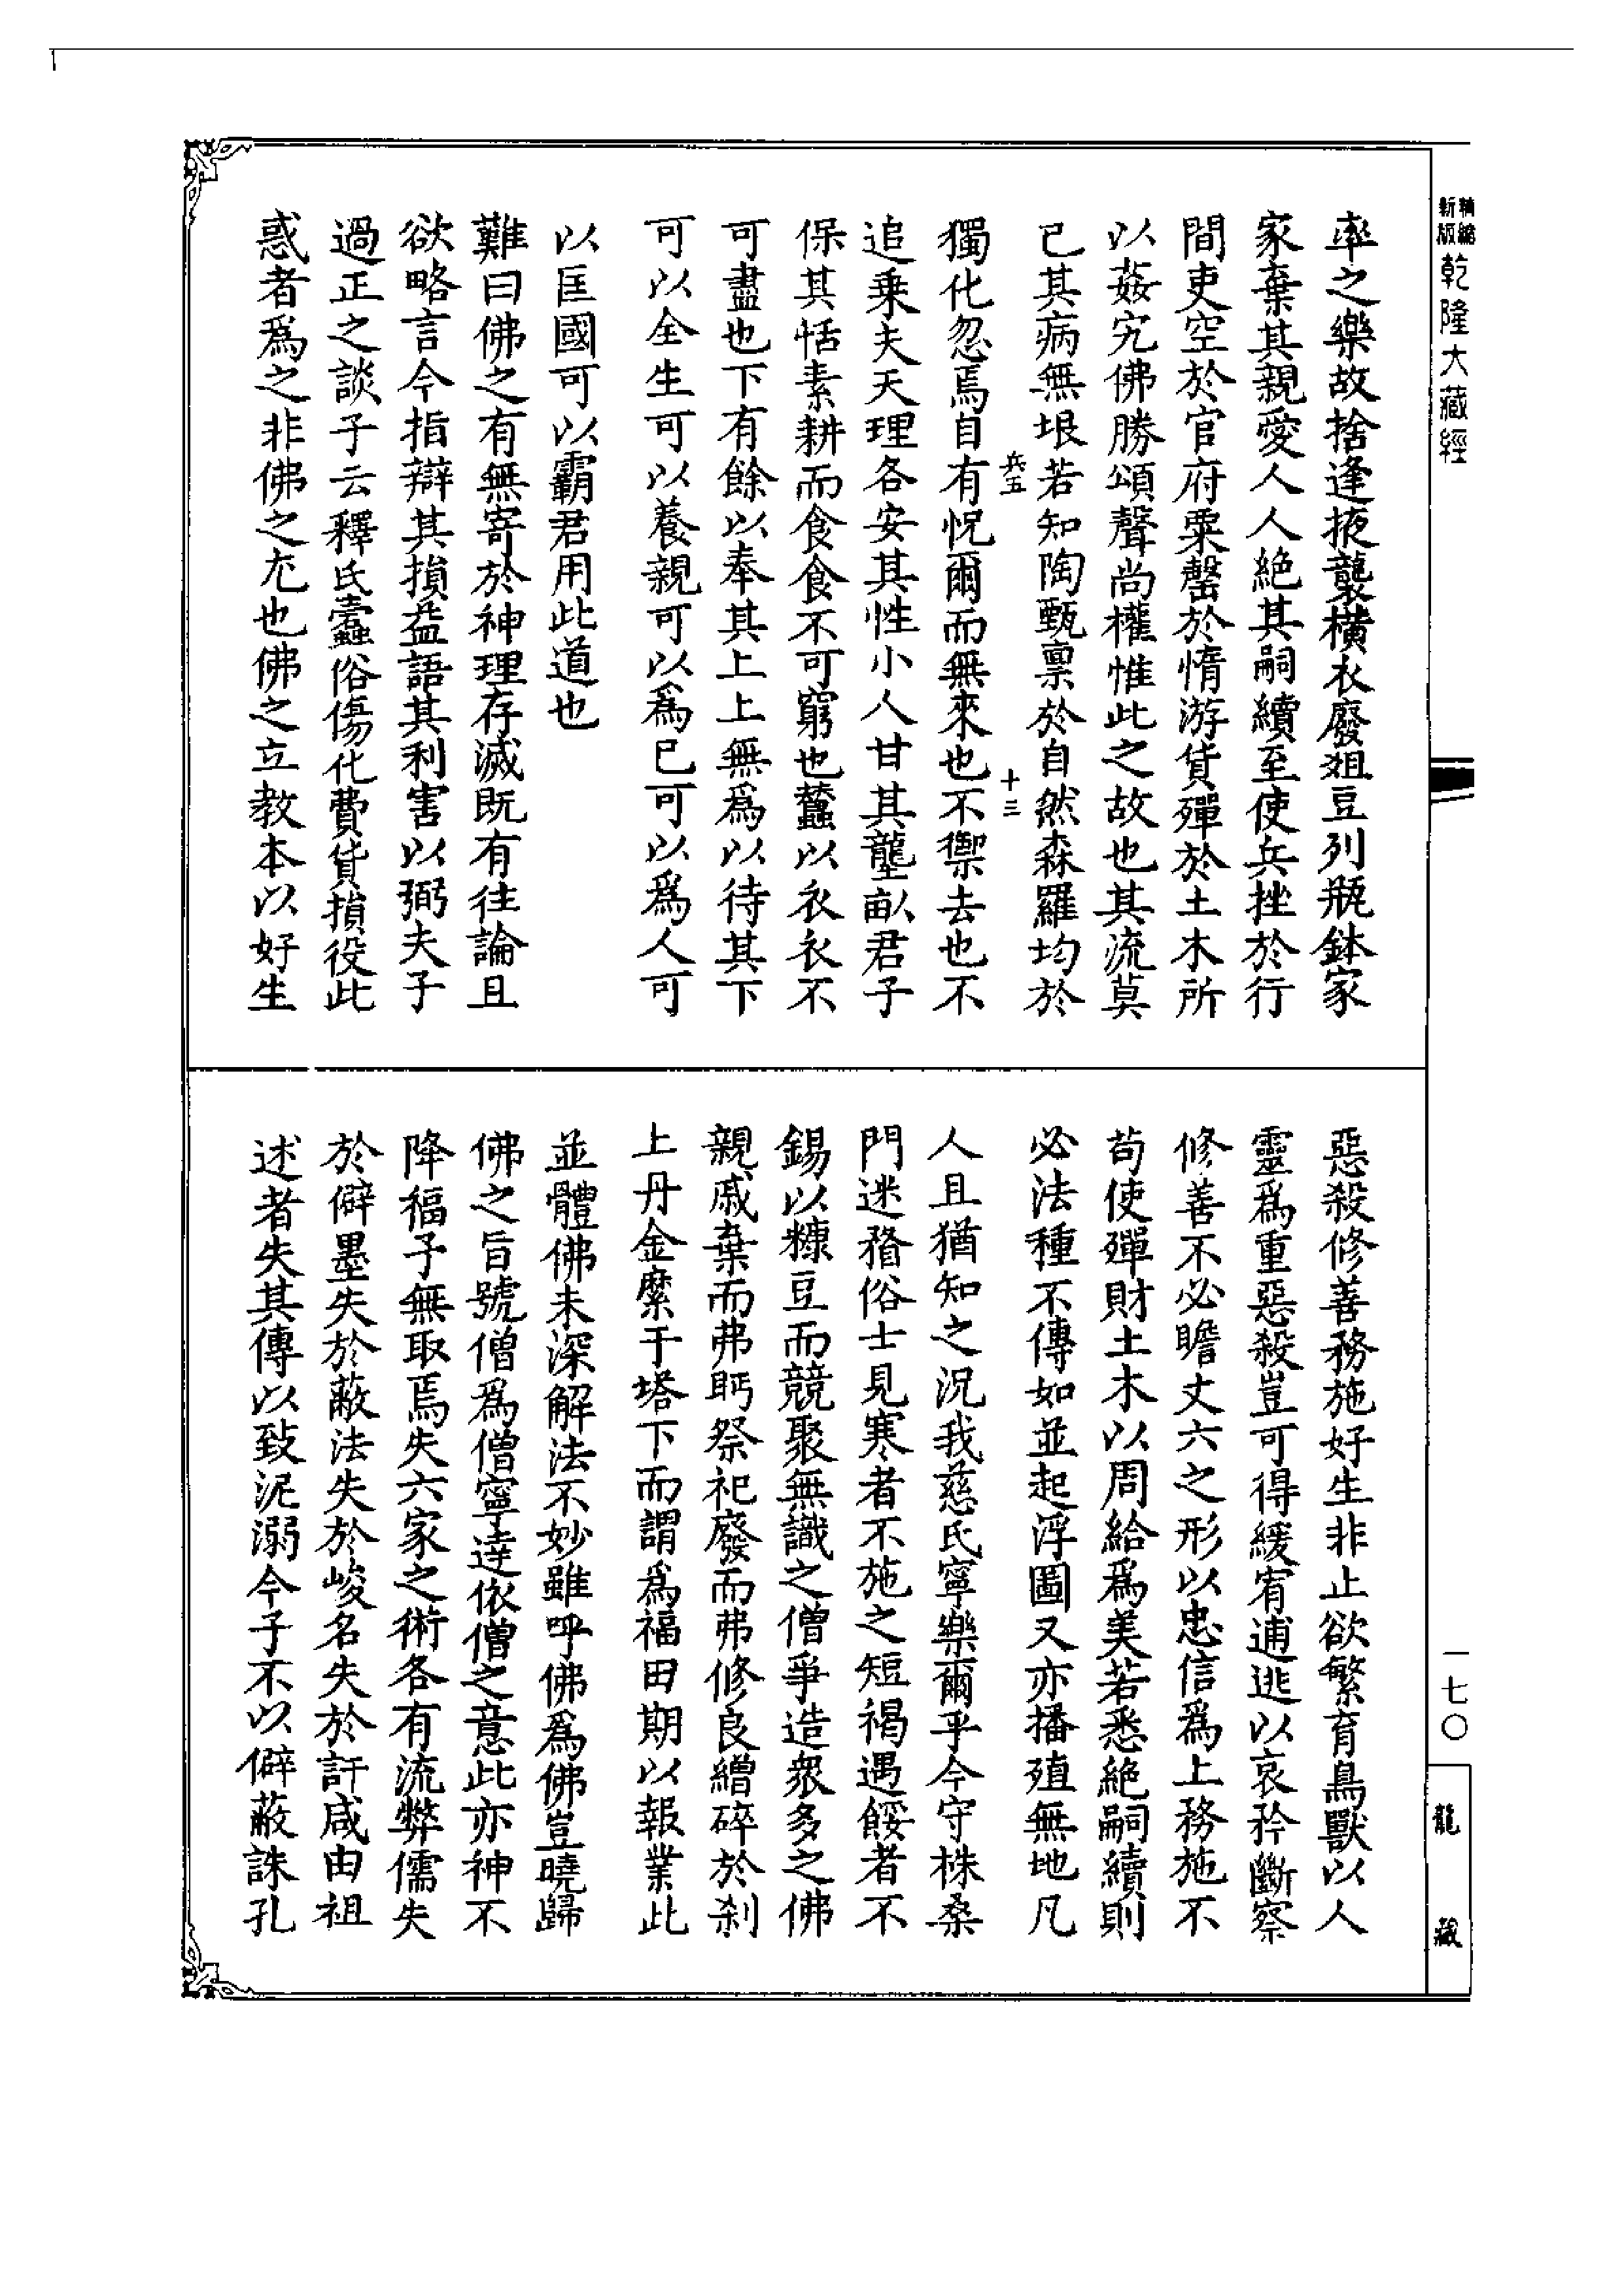 精縮
新版
乾隆大藏經
率之樂故捨逢掖襲橫衣廢俎豆列瓶鉢家
家棄其親愛人人絕其嗣續至使兵挫於行
間吏空於官府粟罄於惰游貨殫於土木所
以姦宄佛勝頌聲尚權惟此之故也其流莫
已其病無垠若知陶甄禀於自然森羅均於
兵五
十三
獨化忽焉自有怳爾而無來也不禦去也不
追乗夫天理各安其性小人甘其壟畝君子
保其恬素耕而食食不可窮也蠶以衣衣不
可盡也下有餘以奉其上上無爲以待其下
可以全生可以養親可以爲已可以爲人可
以匡國可以霸君用此道也
難曰佛之有無寄於神理存滅既有往論且
欲略言今指辯其損益語其利害以弼夫子
過正之談子云釋氏蠹俗傷化費貨損役此
惑者爲之非佛之尤也佛之立教本以好生
惡殺修善務施好生非止欲繁育鳥獸以人
靈爲重惡殺豈可得緩宥逋逃以哀矜斷察
修善不必瞻丈六之形以忠信爲上務施不
苟使殫財土木以周給爲美若悉絕嗣續則
必法種不傳如並起浮圖又亦播殖無地凡
人且猶知之況我慈氏寧樂爾乎今守株桑
門迷瞀俗士見寒者不施之短褐遇餒者不
錫以糠豆而競聚無識之僧爭造衆多之佛
親戚棄而弗眄祭祀廢而弗修良繒碎於刹
上丹金縻于塔下而謂爲福田期以報業此
並體佛未深解法不妙雖呼佛爲佛豈曉歸
佛之旨號僧爲僧寧達依僧之意此亦神不
降福予無取焉失六家之術各有流弊儒失
於僻墨失於蔽法失於峻名失於訐咸由祖
述者失其傳以致泥溺今子不以僻蔽誅孔
一七〇
龍藏